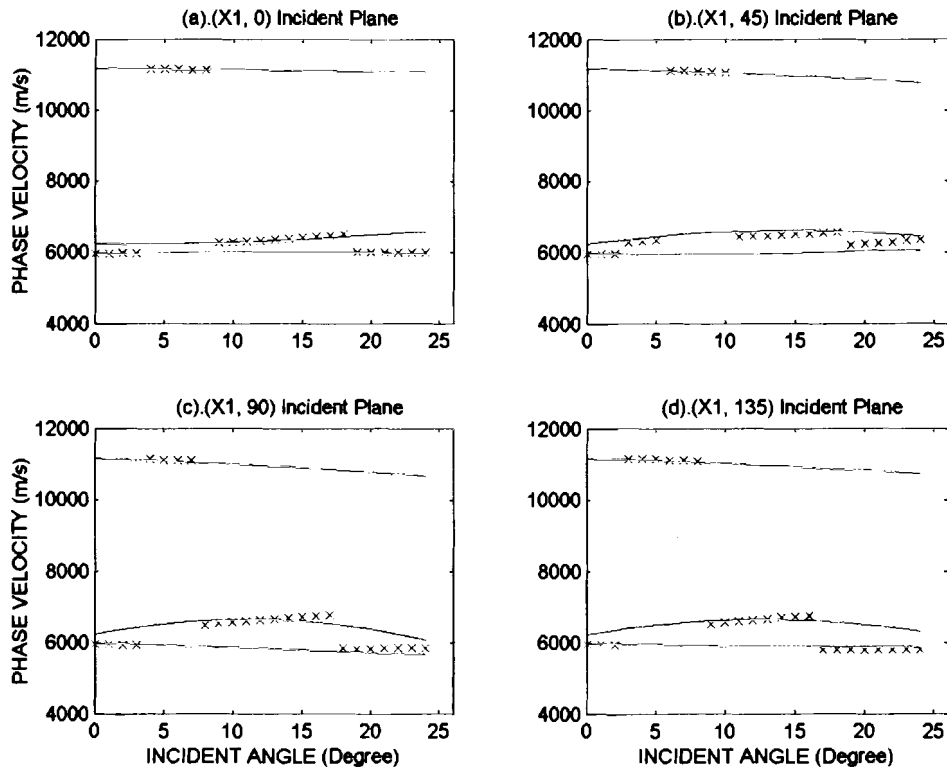 (a).(X1, 0) Incident Plane
(b).(X1, 45) Incident Plane
12000
10000
8000
6000
4000
0 5 10 15 20 25
PHASE VELOCITY (m/s)
12000
10000
8000
6000
4000
0 5 10 15 20 25
(c).(X1, 90) Incident Plane
(d).(X1, 135) Incident Plane
12000
10000
8000
6000
4000
0 5 10 15 20 25
PHASE VELOCITY (m/s)
INCIDENT ANGLE (Degree)
12000
10000
8000
6000
4000
0 5 10 15 20 25
INCIDENT ANGLE (Degree)